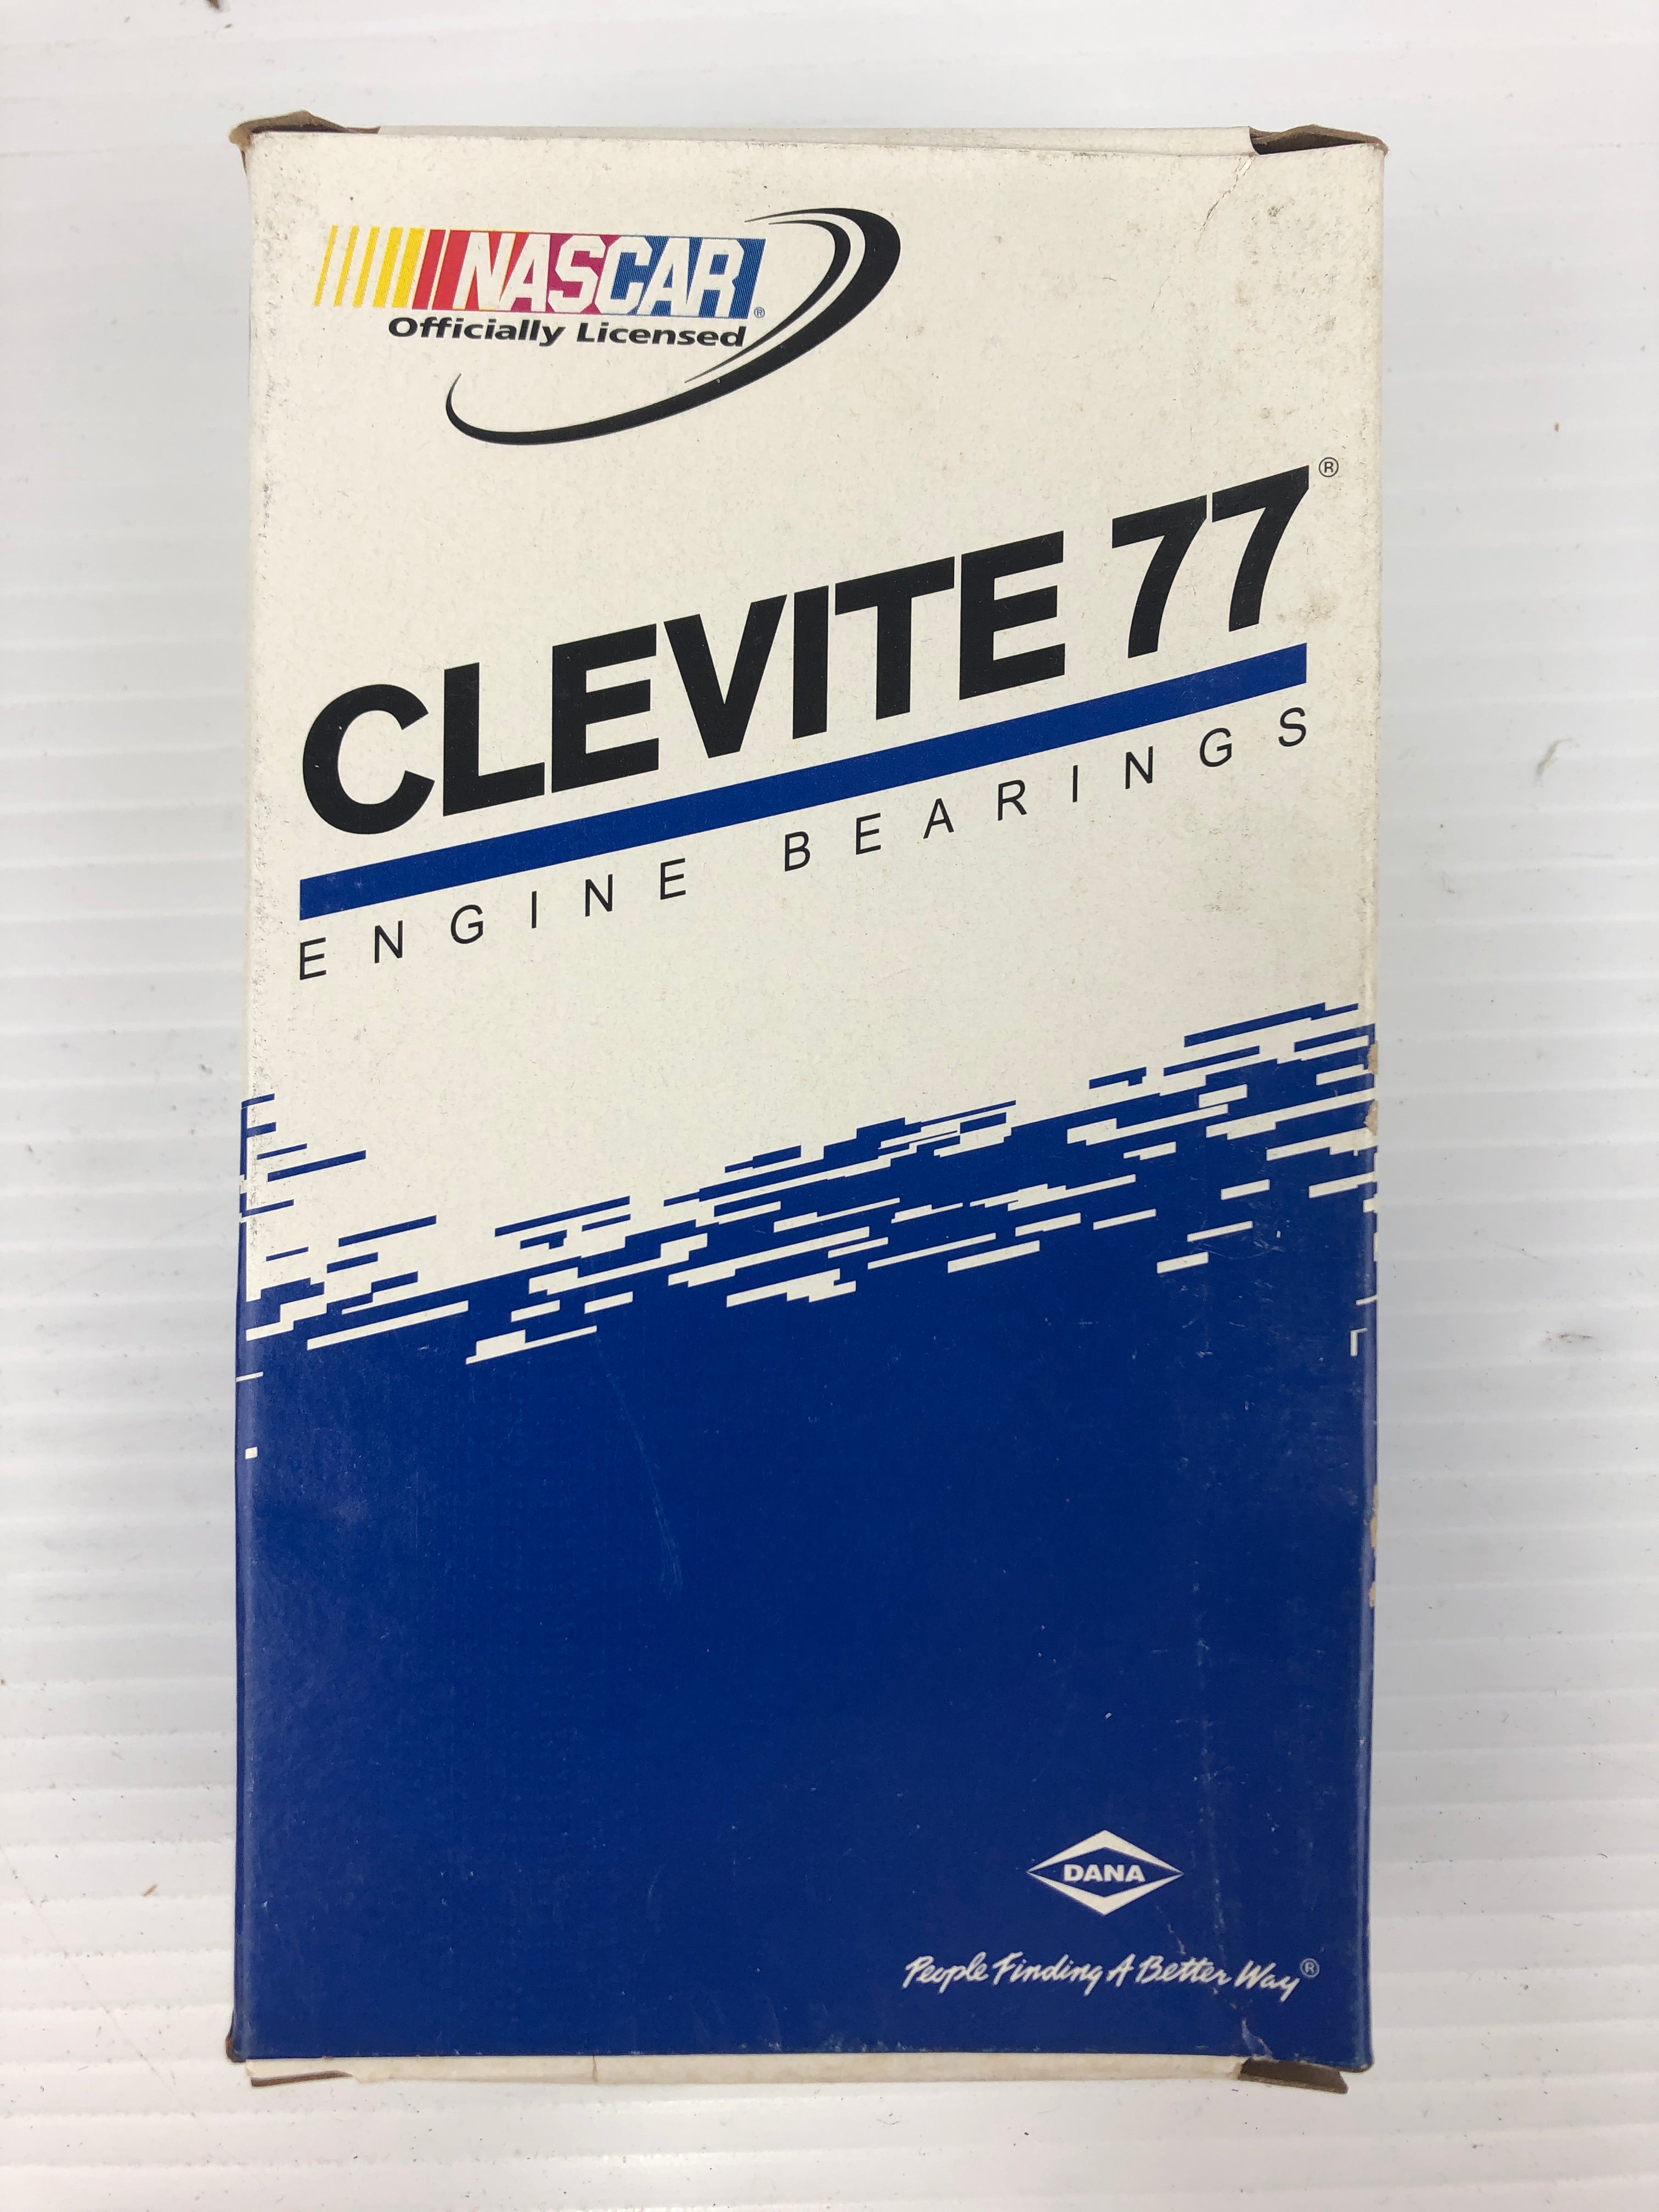 NASCAR®
Officially Licensed
CLEVITE 77®
ENGINE BEARINGS
DANA
People Finding A Better Way®